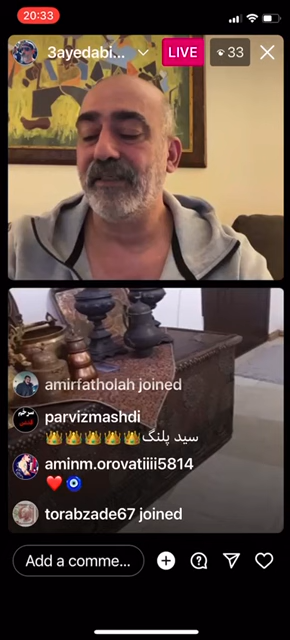 20:33
3ayedabi...
LIVE
33
amirfatholah joined
parvizmashdi
👑👑👑👑👑سید پلنگ
aminm.orovatiiii5814
❤️🧿
torabzade67 joined
Add a comme...